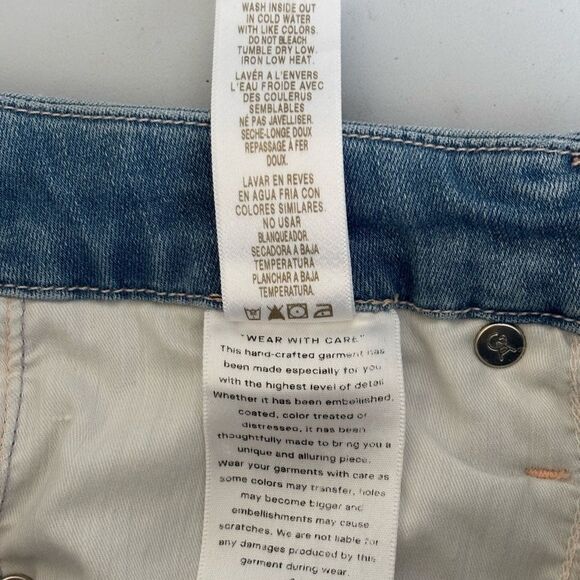 WASH INSIDE OUT
IN COLD WATER
WITH LIKE COLORS.
DO NOT BLEACH
TUMBLE DRY LOW.
IRON LOW HEAT.
LAVÉR A L'ENVERS
L'EAU FROIDE AVEC
DES COULERUS
SEMBLABLES
NÉ PAS JAVELLISER.
SECHE-LONGE DOUX
REPASSAGE À FER
DOUX.
LAVAR EN REVES
EN AGUA FRIA CON
COLORES SIMILARES.
NO USAR
BLANQUEADOR.
SECADORA A BAJA
TEMPERATURA
PLANCHAR A BAJA
TEMPERATURA.
"WEAR WITH CARE"
This hand-crafted garment has
been made especially for you
with the highest level of detail.
Whether it has been embellished,
coated, color treated or
distressed, it has been
thoughtfully made to bring you a
unique and alluring piece.
Wear your garments with care as
some colors may transfer, holes
may become bigger and
embellishments may cause
scratches. We are not liable for
any damages produced by this
garment during wear.